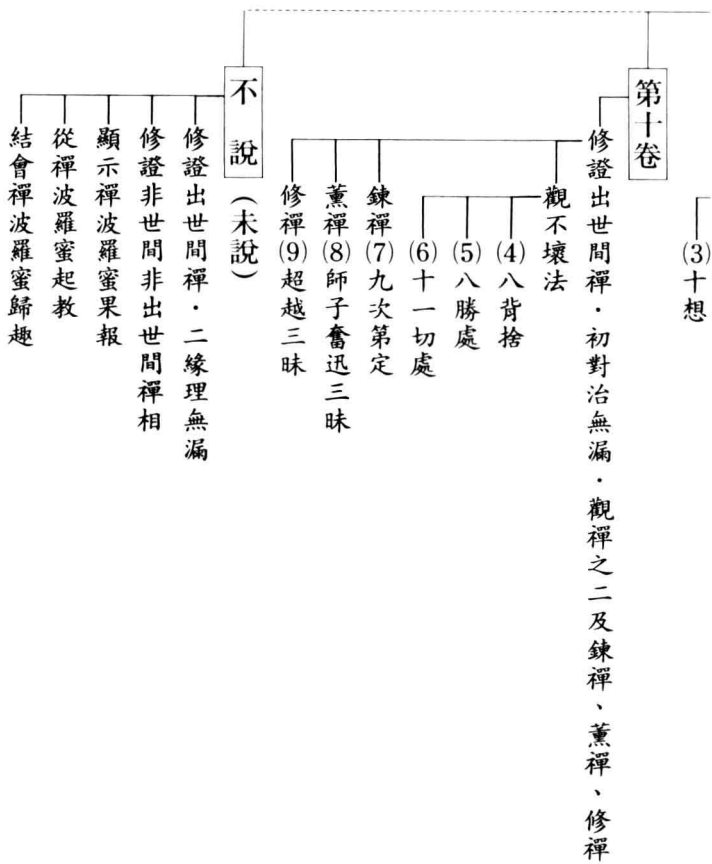 (3)十想
第十卷
修證出世間禪・初對治無漏・觀禪之二及鍊禪、薰禪、修禪
觀不壞法
(4)八背捨
(5)八勝處
(6)十一切處
鍊禪(7)九次第定
薰禪(8)師子奮迅三昧
修禪(9)超越三昧
不說(未說)
修證出世間禪・二緣理無漏
修證非世間非出世間禪相
顯示禪波羅蜜果報
從禪波羅蜜起教
結會禪波羅蜜歸趣